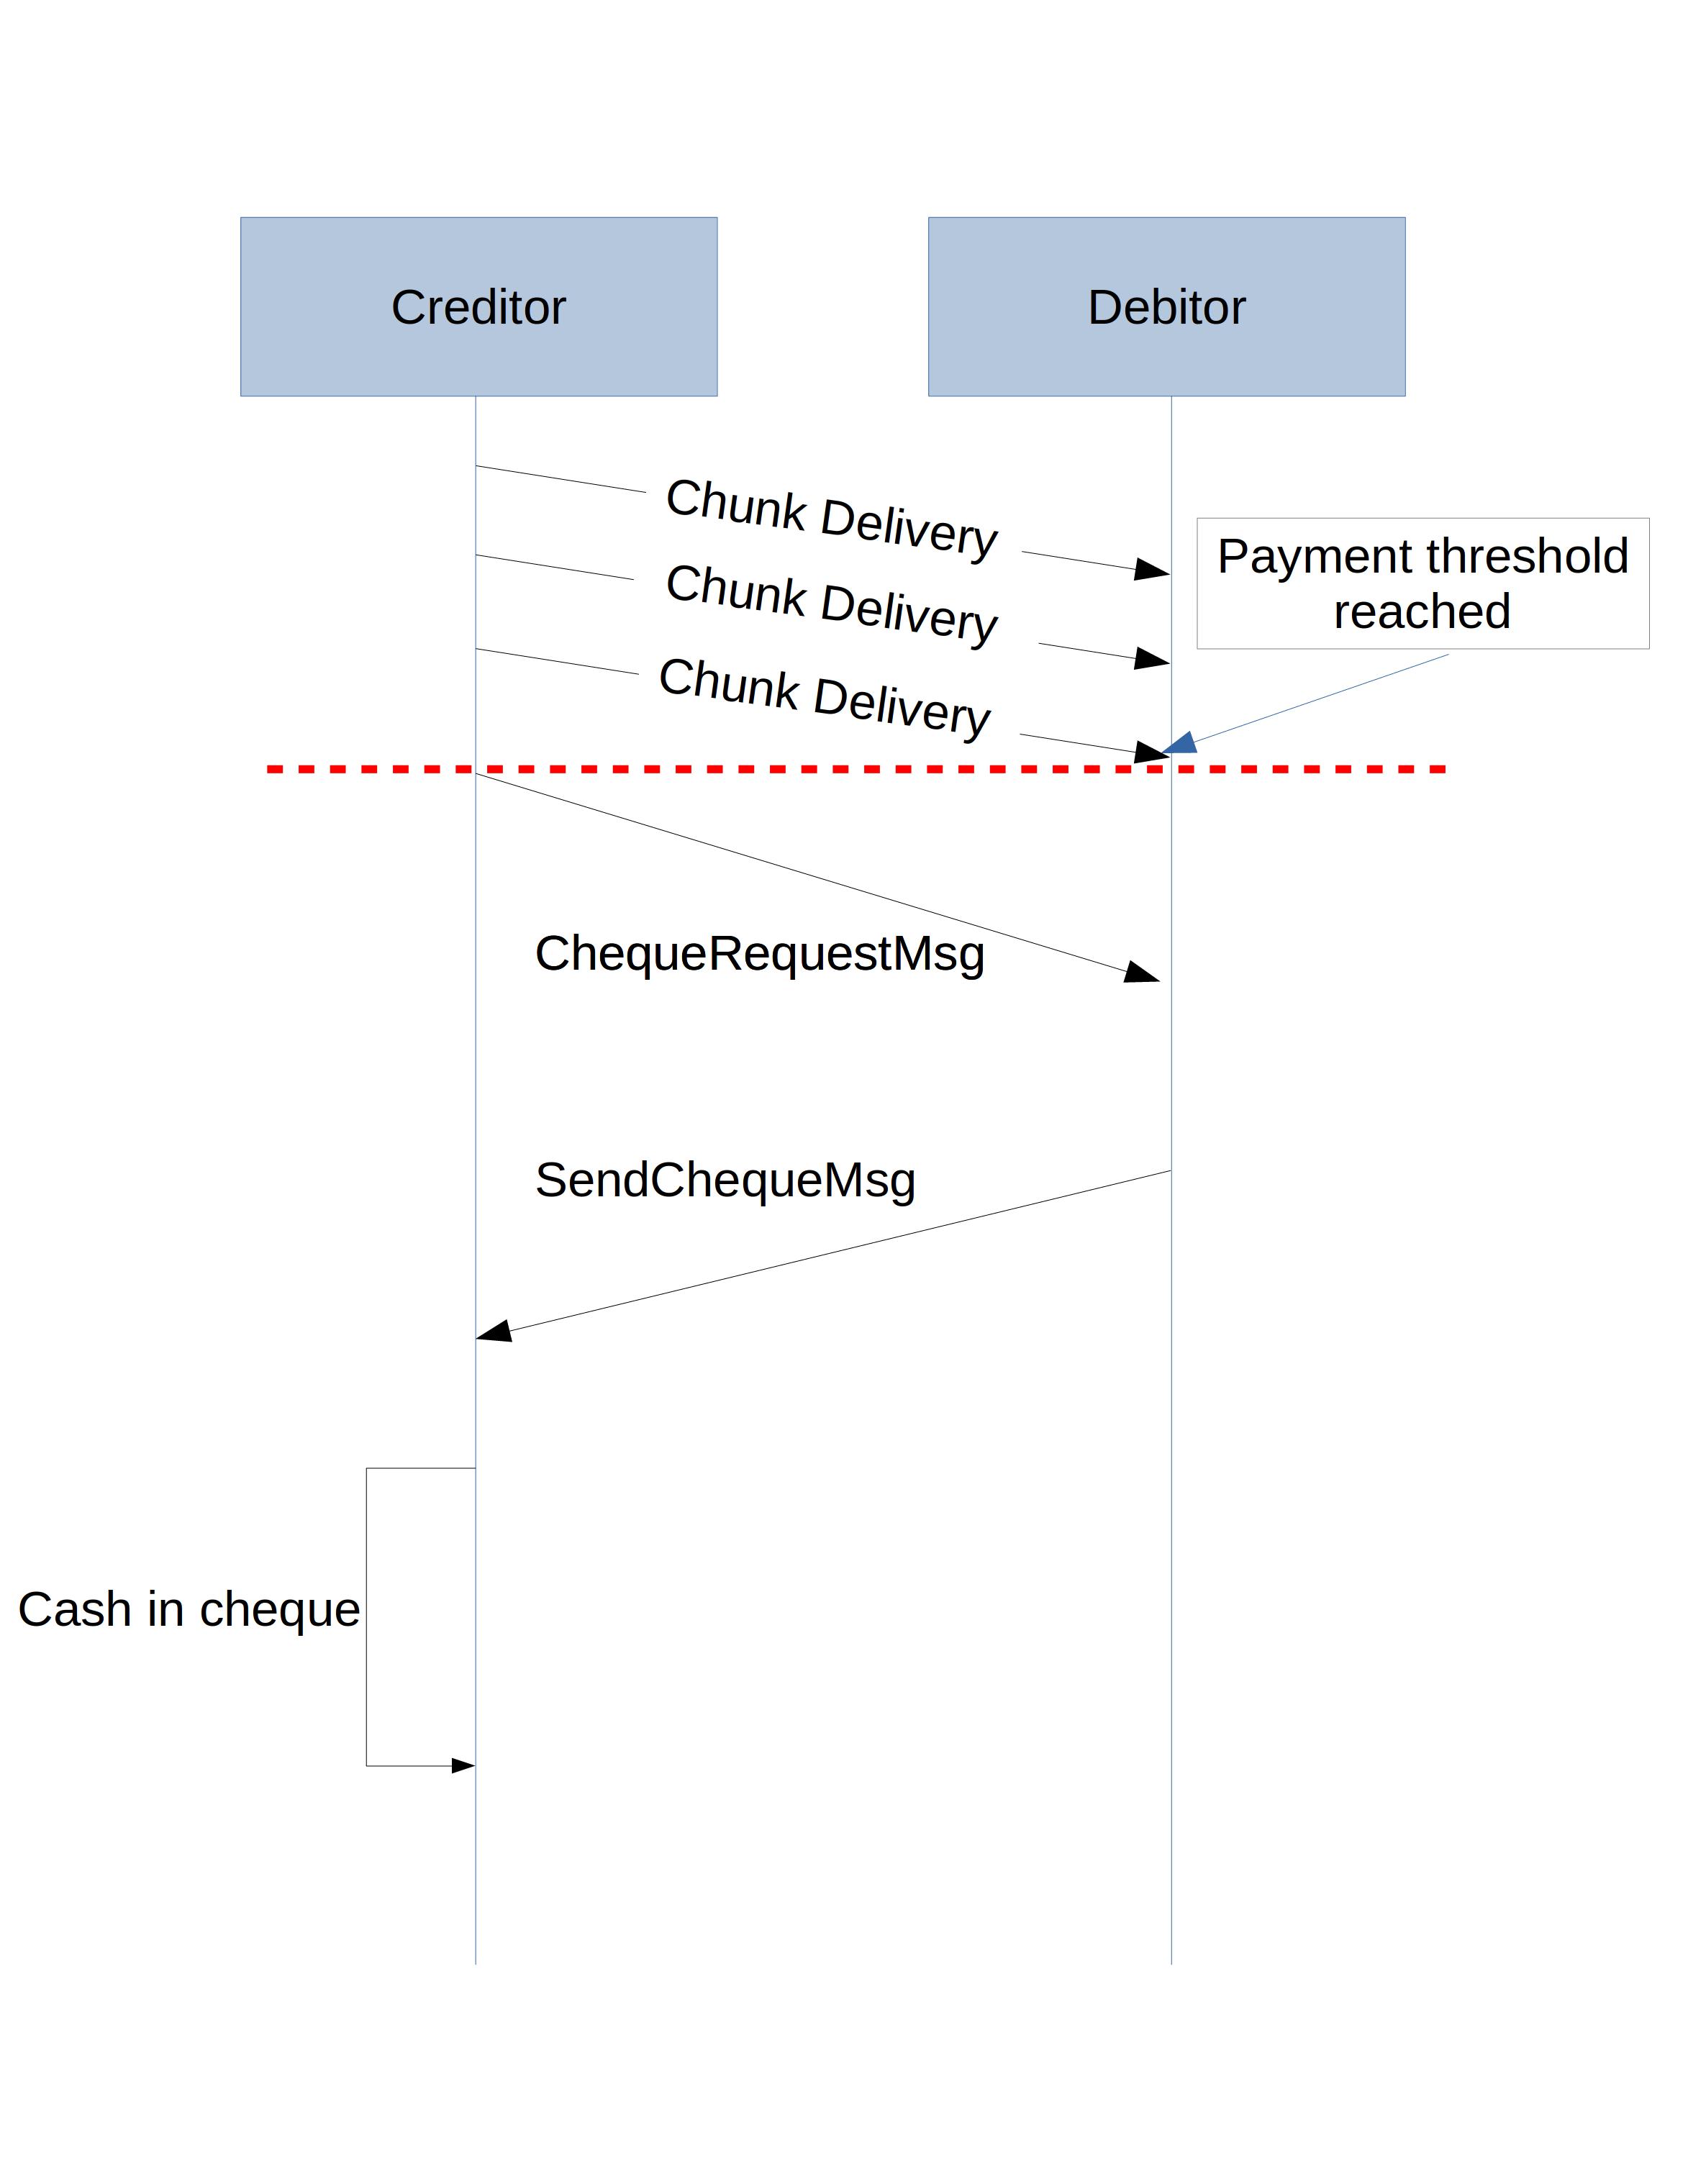 Creditor
Debitor
Chunk Delivery
Chunk Delivery
Chunk Delivery
Payment threshold
reached
ChequeRequestMsg
SendChequeMsg
Cash in cheque